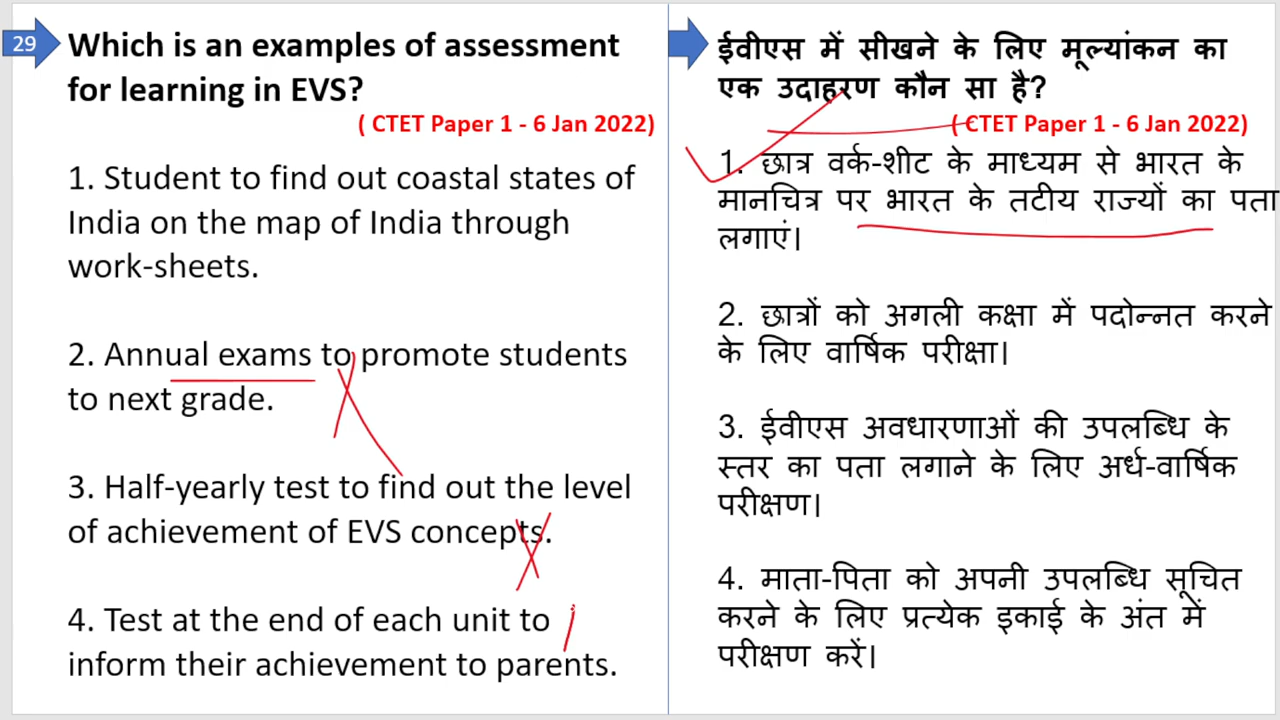 29
Which is an examples of assessment
for learning in EVS?
( CTET Paper 1 - 6 Jan 2022)
1. Student to find out coastal states of
India on the map of India through
work-sheets.
2. Annual exams to promote students
to next grade.
3. Half-yearly test to find out the level
of achievement of EVS concepts.
4. Test at the end of each unit to
inform their achievement to parents.
ईवीएस में सीखने के लिए मूल्यांकन का
एक उदाहरण कौन सा है?
( CTET Paper 1 - 6 Jan 2022)
1. छात्र वर्क-शीट के माध्यम से भारत के
मानचित्र पर भारत के तटीय राज्यों का पता
लगाएं।
2. छात्रों को अगली कक्षा में पदोन्नत करने
के लिए वार्षिक परीक्षा।
3. ईवीएस अवधारणाओं की उपलब्धि के
स्तर का पता लगाने के लिए अर्ध-वार्षिक
परीक्षण।
4. माता-पिता को अपनी उपलब्धि सूचित
करने के लिए प्रत्येक इकाई के अंत में
परीक्षण करें।